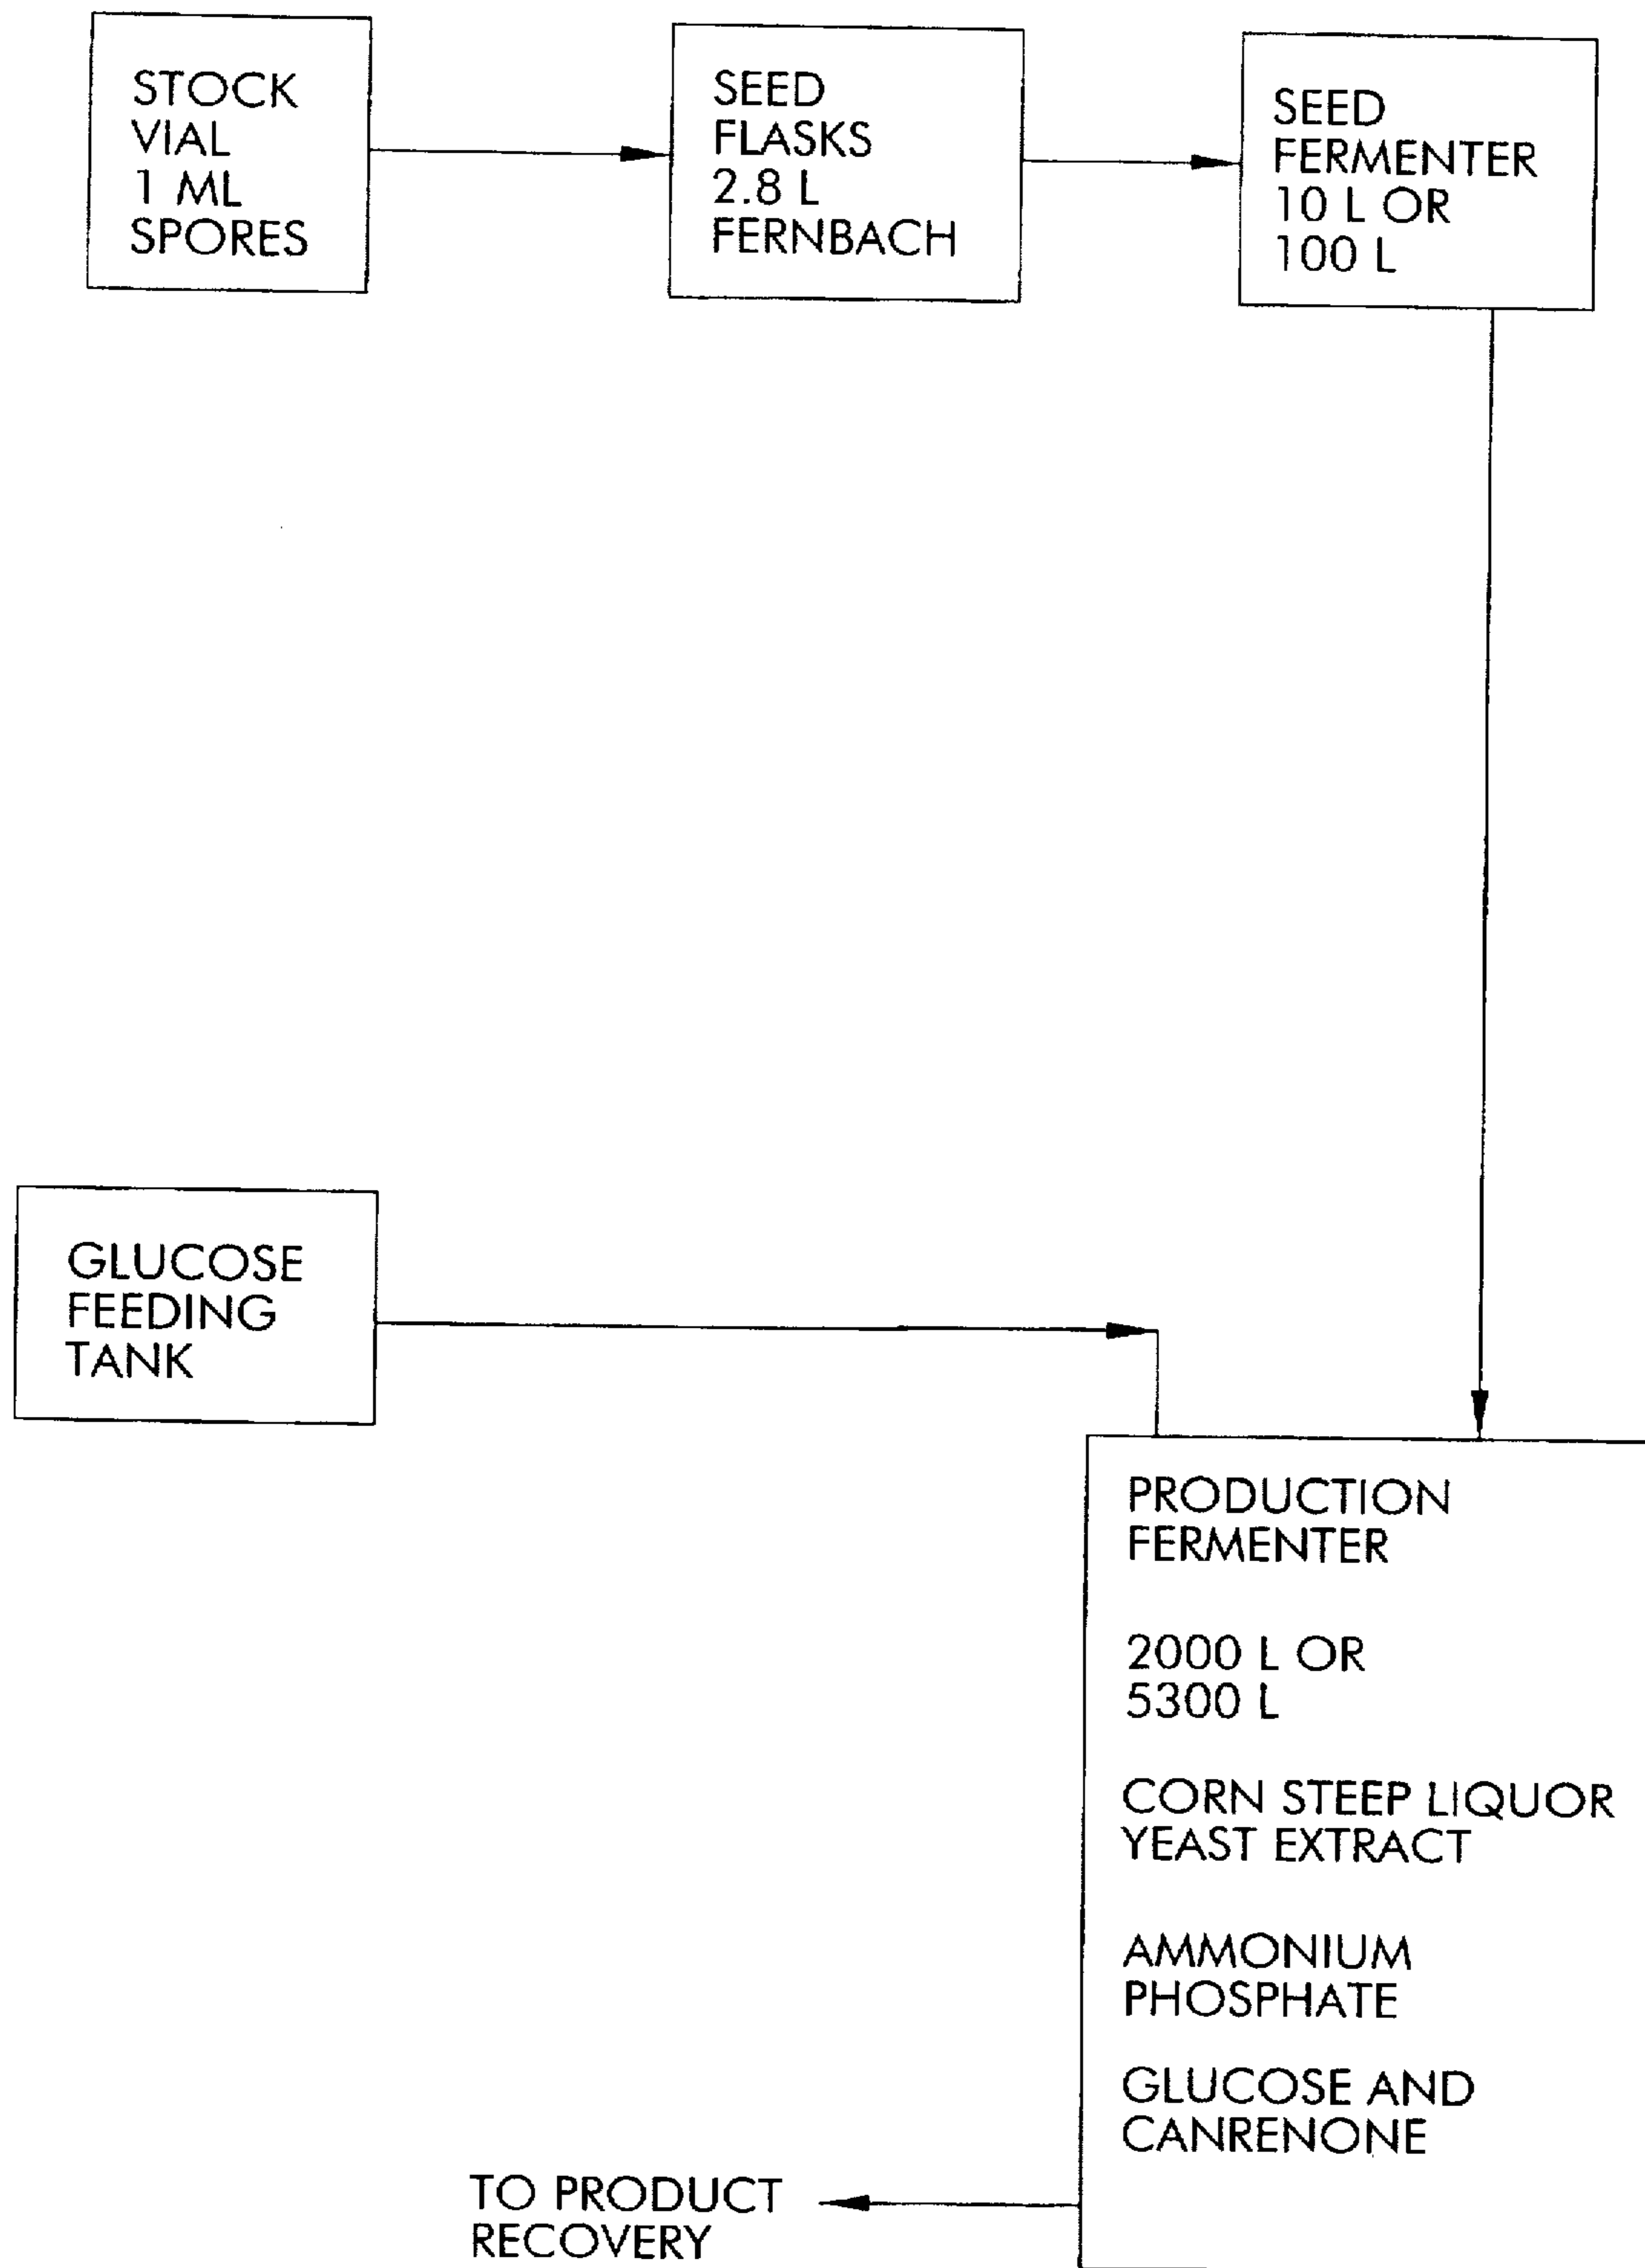 STOCK
VIAL
1 ML
SPORES
SEED
FLASKS
2.8 L
FERNBACH
SEED
FERMENTER
10 L OR
100 L
GLUCOSE
FEEDING
TANK
PRODUCTION
FERMENTER
2000 L OR
5300 L
CORN STEEP LIQUOR
YEAST EXTRACT
AMMONIUM
PHOSPHATE
GLUCOSE AND
CANRENONE
TO PRODUCT
RECOVERY